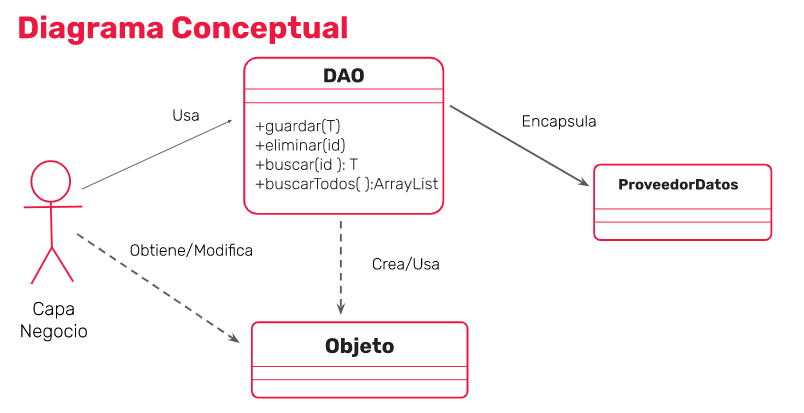 Diagrama Conceptual
DAO
+guardar(T)
+eliminar(id)
+buscar(id ): T
+buscarTodos( ):ArrayList
Usa
Encapsula
ProveedorDatos
Obtiene/Modifica
Crea/Usa
Capa
Negocio
Objeto